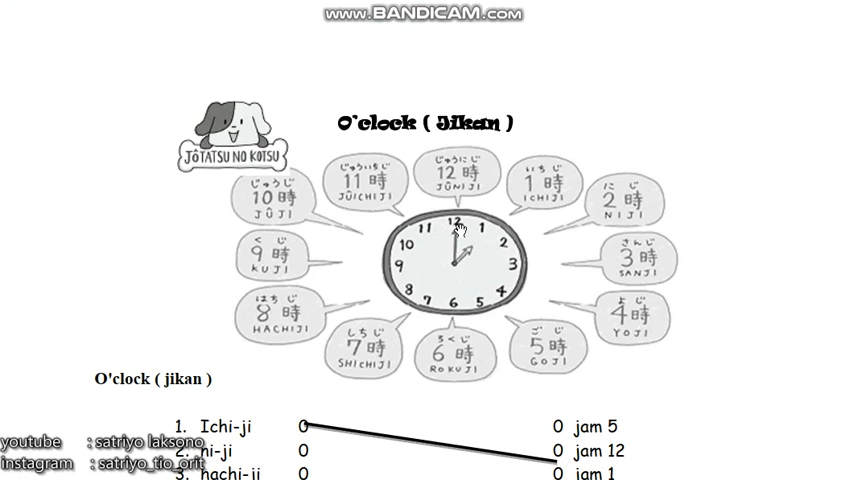 www.BANDICAM.com
O'clock ( Jikan )
JÔTATSU NO KOTSU
じゅうにじ
12時
JÛNIJI
いちじ
1時
ICHIJI
にじ
2時
NIJI
さんじ
3時
SANJI
よじ
4時
YOJI
ごじ
5時
GOJI
ろくじ
6時
ROKUJI
しちじ
7時
SHICHIJI
はちじ
8時
HACHIJI
くじ
9時
KUJI
じゅうじ
10時
JÛJI
じゅういちじ
11時
JÛICHIJI
12
1
2
3
4
5
6
7
8
9
10
11
O'clock ( jikan )
1. Ichi-ji 0 0 jam 5
2. ni-ji 0 0 jam 12
3. hachi-ji 0 0 jam 1
youtube : satriyo laksono
instagram : satriyo_tio_orit